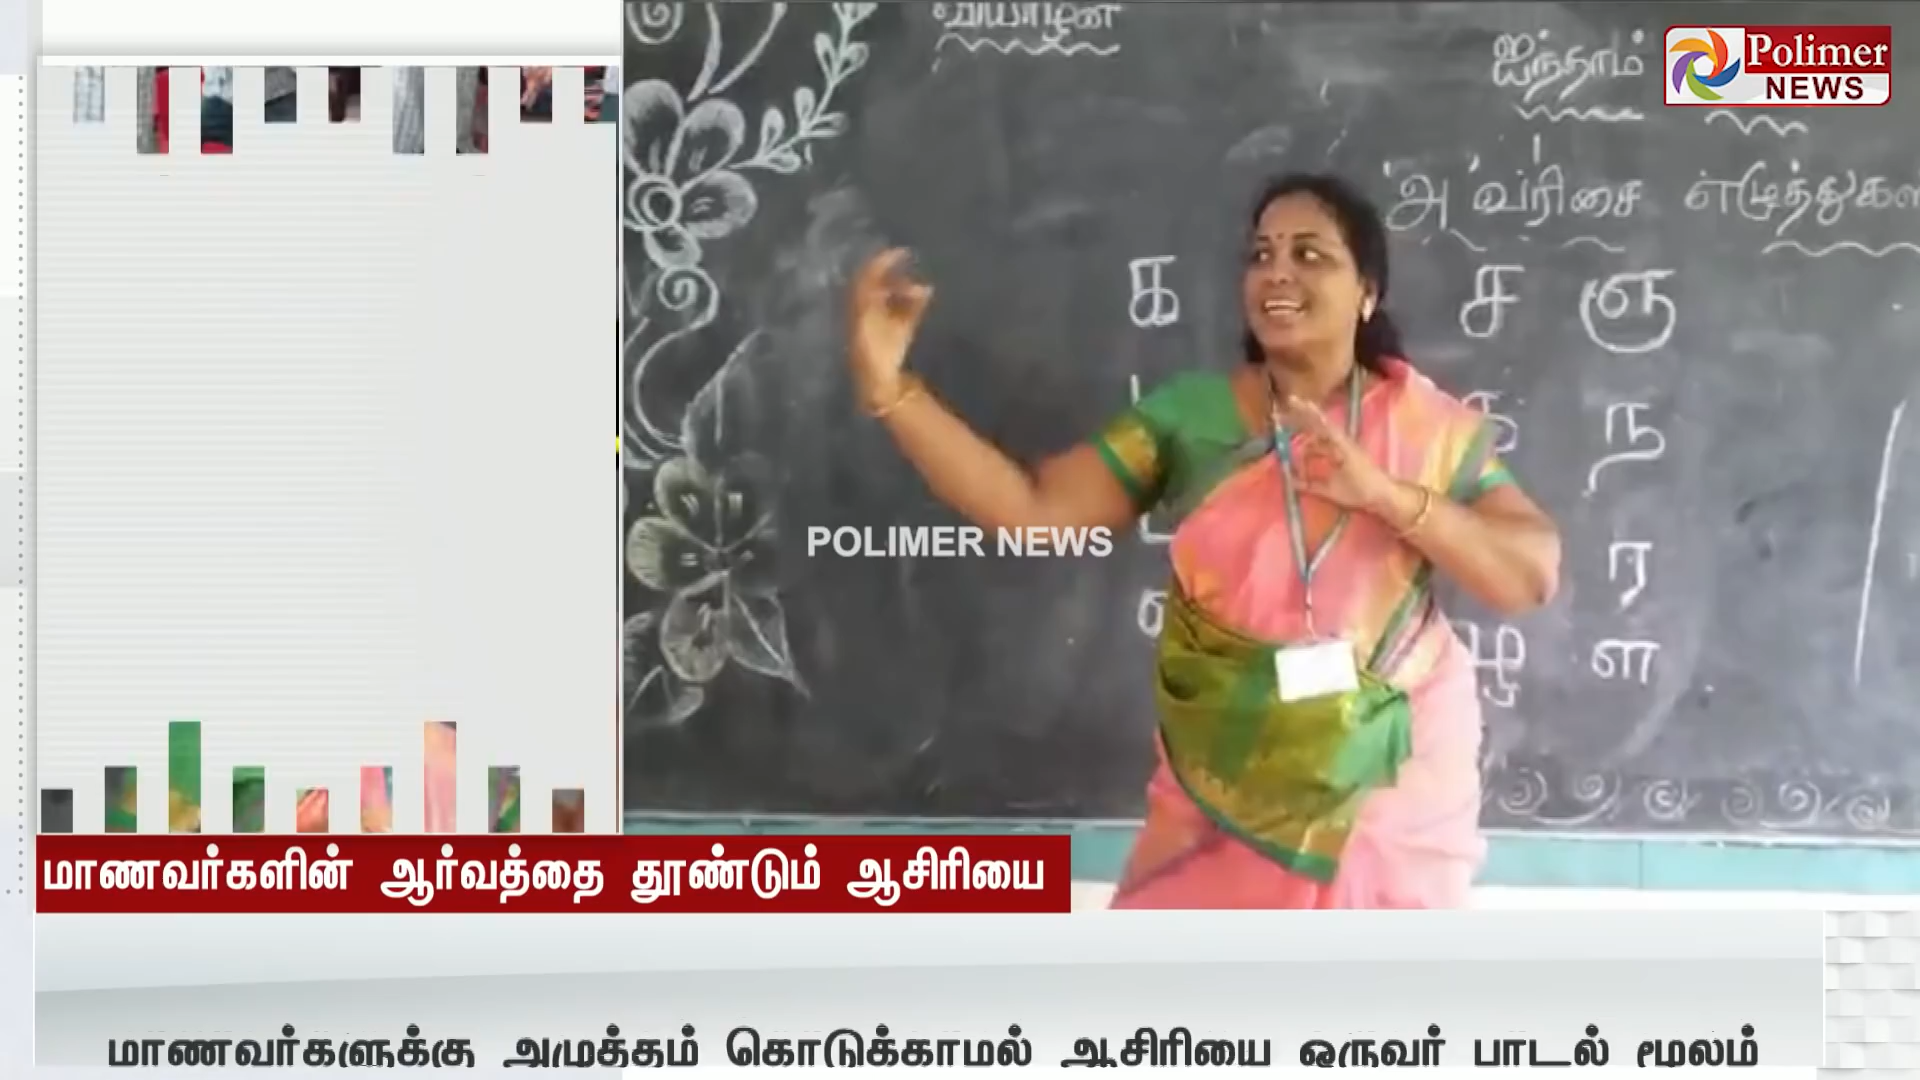 வியாழன்
ஐந்தாம்
Polimer
NEWS
'அ' வரிசை எழுத்துகள்
க ச ஞ
ந
POLIMER NEWS
ர
ழ ள
மாணவர்களின் ஆர்வத்தை தூண்டும் ஆசிரியை
மாணவர்களுக்கு அழுத்தம் கொடுக்காமல் ஆசிரியை ஒருவர் பாடல் மூலம்